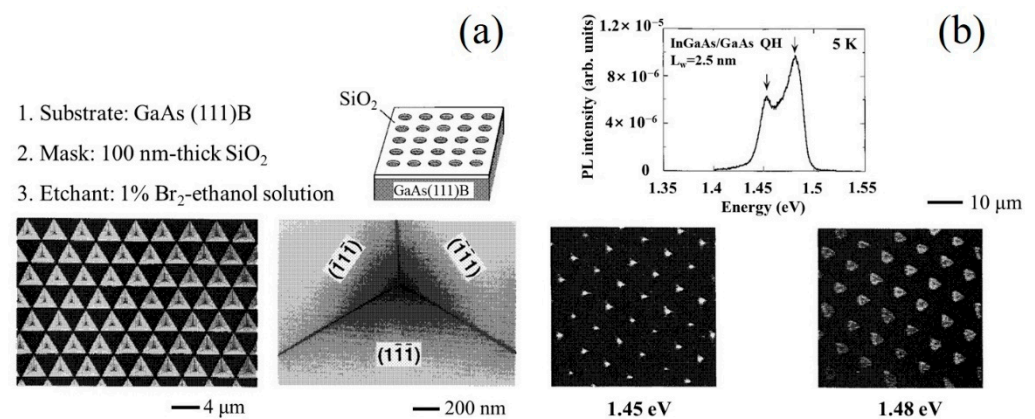 (a)
1. Substrate: GaAs (111)B
2. Mask: 100 nm-thick SiO₂
3. Etchant: 1% Br₂-ethanol solution
SiO₂
GaAs(111)B
(1̄11̄)
(1̄1̄1)
(11̄1̄)
4 μm
200 nm
(b)
PL intensity (arb. units)
1.2× 10⁻⁵
8× 10⁻⁶
4× 10⁻⁶
0
InGaAs/GaAs QH
5 K
L_w=2.5 nm
1.35 1.4 1.45 1.5 1.55
Energy (eV)
10 μm
1.45 eV
1.48 eV